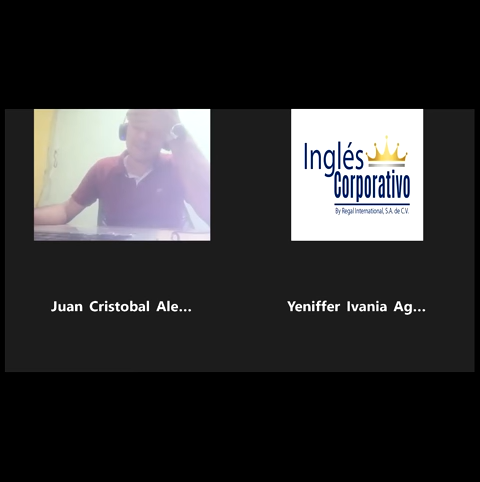 Inglés
Corporativo
By Regal International, S.A. de C.V.
Juan Cristobal Ale...
Yeniffer Ivania Ag...